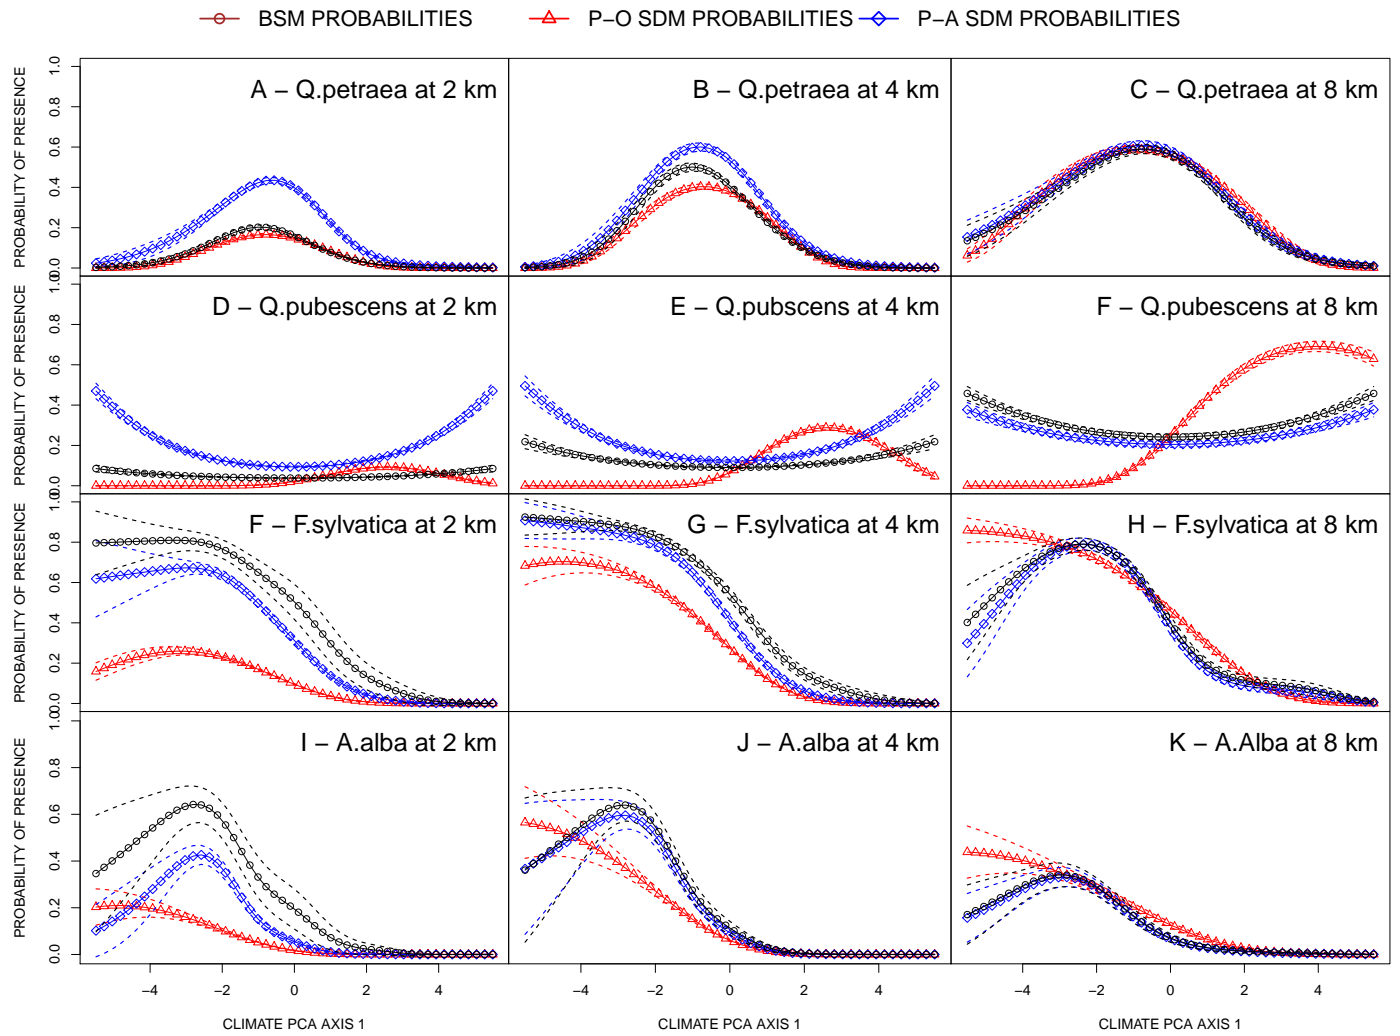 BSM PROBABILITIES P−O SDM PROBABILITIES P−A SDM PROBABILITIES
A − Q.petraea at 2 km
B − Q.petraea at 4 km
C − Q.petraea at 8 km
PROBABILITY OF PRESENCE
0.0 0.2 0.4 0.6 0.8 1.0
D − Q.pubescens at 2 km
E − Q.pubscens at 4 km
F − Q.pubescens at 8 km
PROBABILITY OF PRESENCE
0.0 0.2 0.4 0.6 0.8 1.0
F − F.sylvatica at 2 km
G − F.sylvatica at 4 km
H − F.sylvatica at 8 km
PROBABILITY OF PRESENCE
0.0 0.2 0.4 0.6 0.8 1.0
I − A.alba at 2 km
J − A.alba at 4 km
K − A.Alba at 8 km
PROBABILITY OF PRESENCE
0.0 0.2 0.4 0.6 0.8 1.0
−4 −2 0 2 4
−4 −2 0 2 4
−4 −2 0 2 4
CLIMATE PCA AXIS 1
CLIMATE PCA AXIS 1
CLIMATE PCA AXIS 1